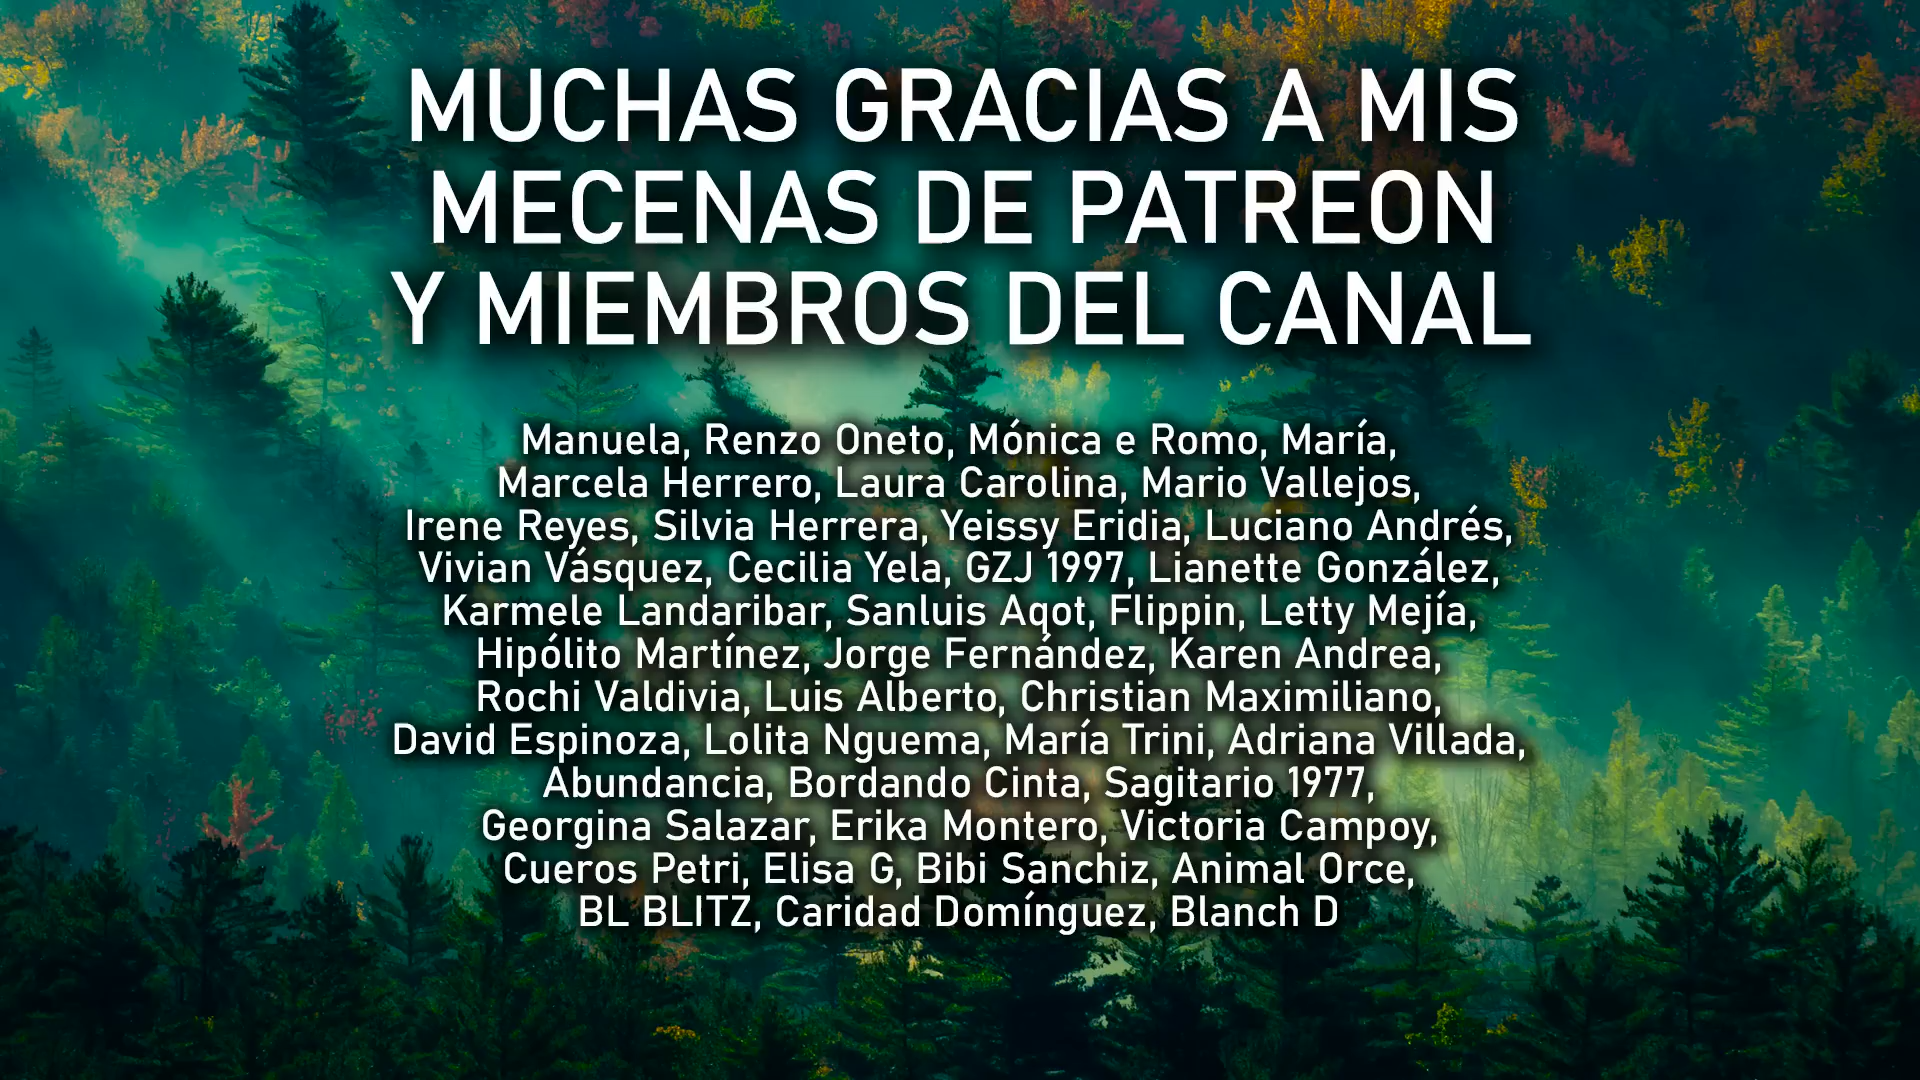 MUCHAS GRACIAS A MIS
MECENAS DE PATREON
Y MIEMBROS DEL CANAL
Manuela, Renzo Oneto, Mónica e Romo, María,
Marcela Herrero, Laura Carolina, Mario Vallejos,
Irene Reyes, Silvia Herrera, Yeissy Eridia, Luciano Andrés,
Vivian Vásquez, Cecilia Yela, GZJ 1997, Lianette González,
Karmele Landaribar, Sanluis Aqot, Flippin, Letty Mejía,
Hipólito Martínez, Jorge Fernández, Karen Andrea,
Rochi Valdivia, Luis Alberto, Christian Maximiliano,
David Espinoza, Lolita Nguema, María Trini, Adriana Villada,
Abundancia, Bordando Cinta, Sagitario 1977,
Georgina Salazar, Erika Montero, Victoria Campoy,
Cueros Petri, Elisa G, Bibi Sanchiz, Animal Orce,
BL BLITZ, Caridad Domínguez, Blanch D